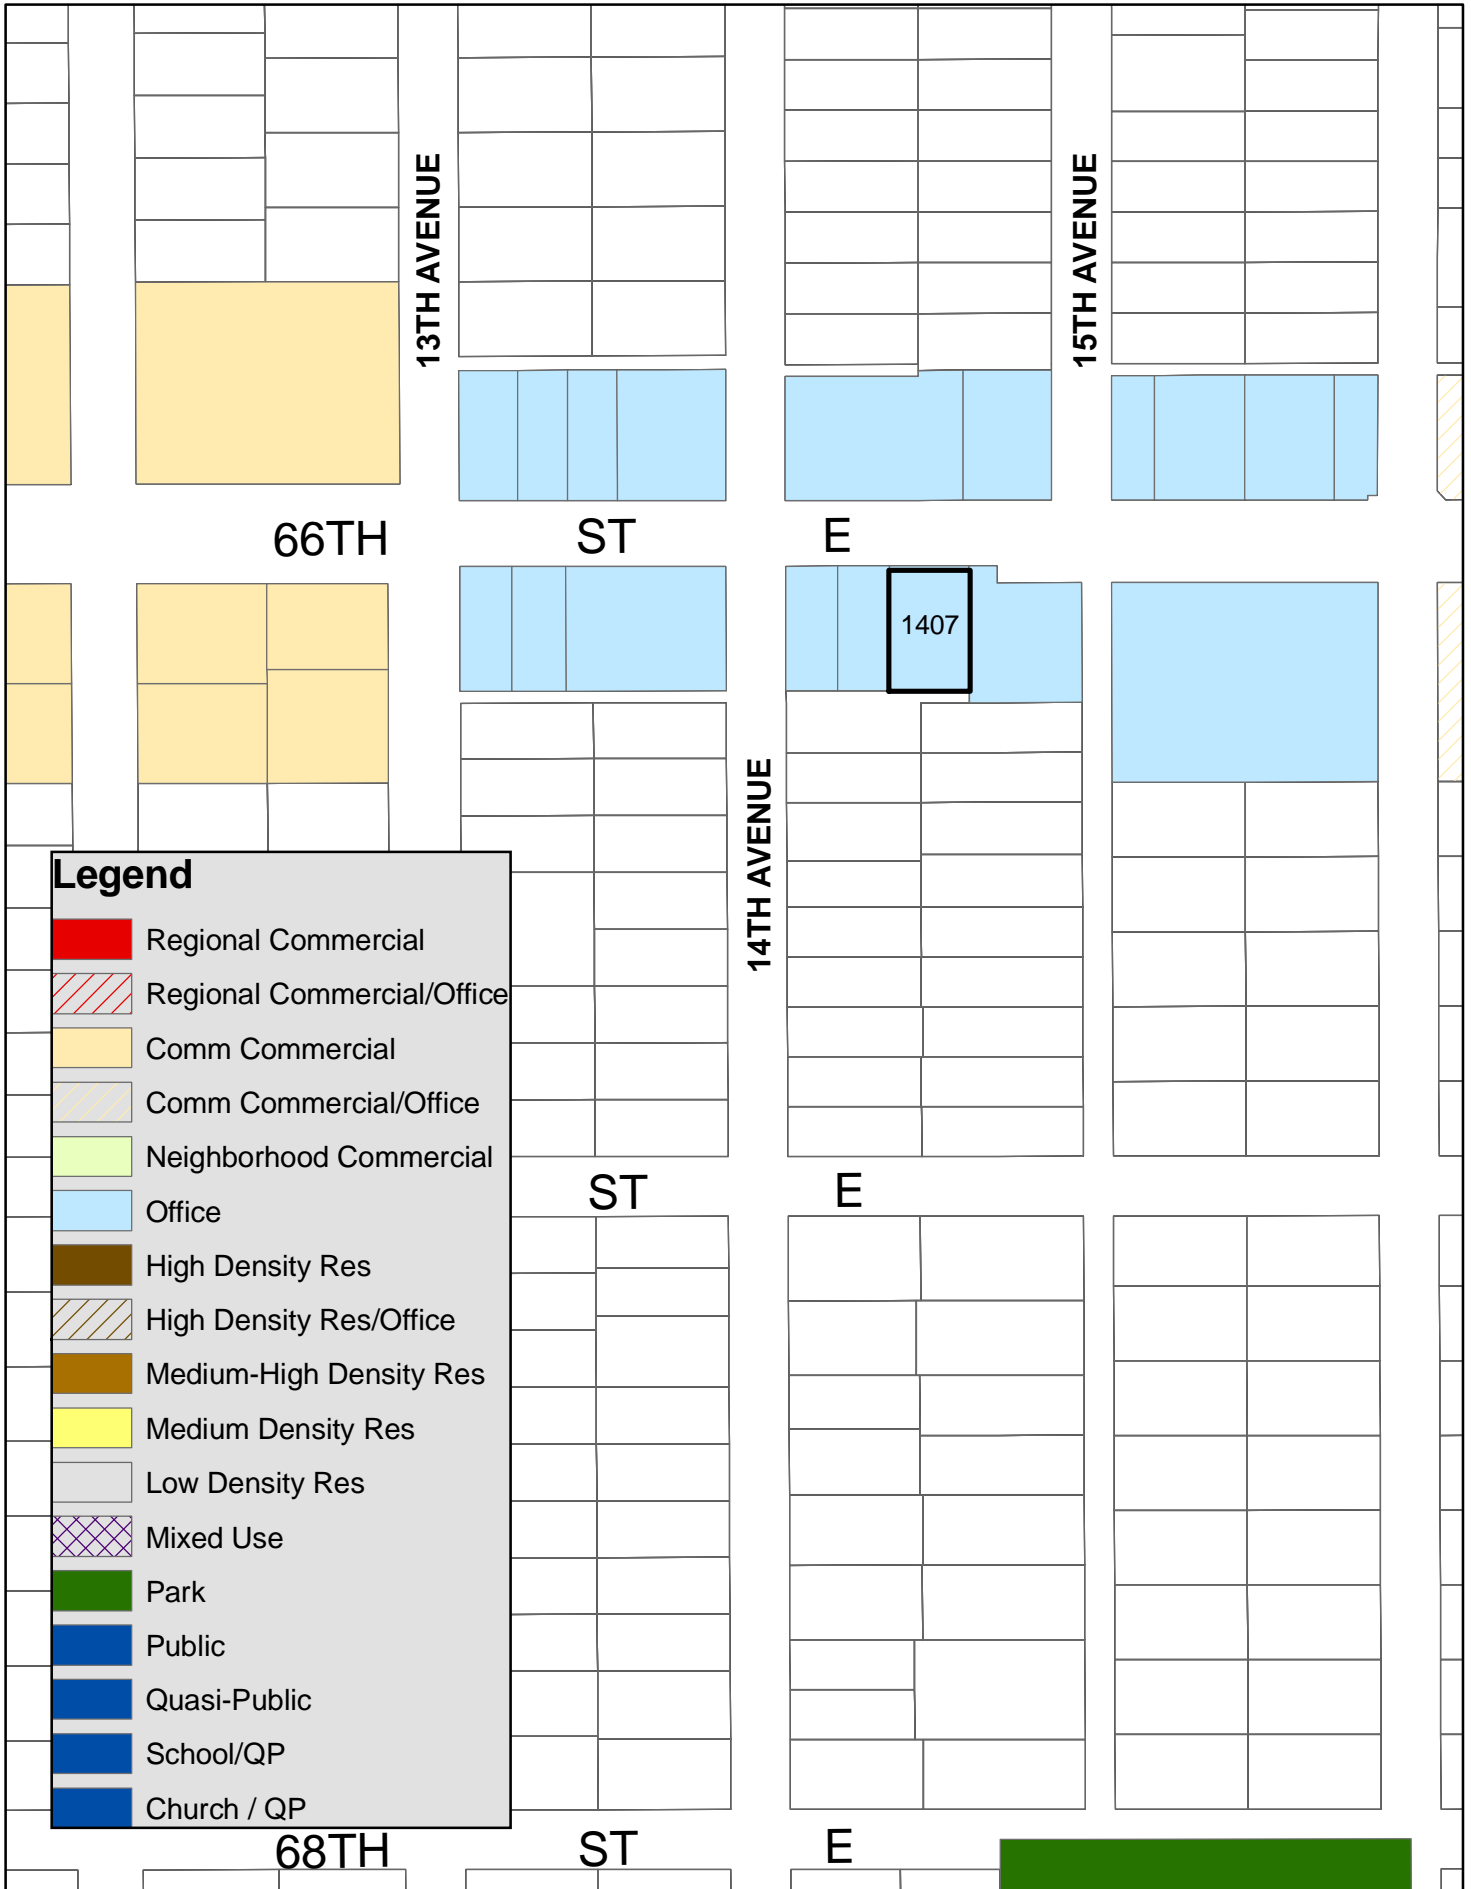 13TH AVENUE
15TH AVENUE
66TH ST E
1407
14TH AVENUE
Legend
Regional Commercial
Regional Commercial/Office
Comm Commercial
Comm Commercial/Office
Neighborhood Commercial
Office
High Density Res
High Density Res/Office
Medium-High Density Res
Medium Density Res
Low Density Res
Mixed Use
Park
Public
Quasi-Public
School/QP
Church / QP
ST E
68TH ST E